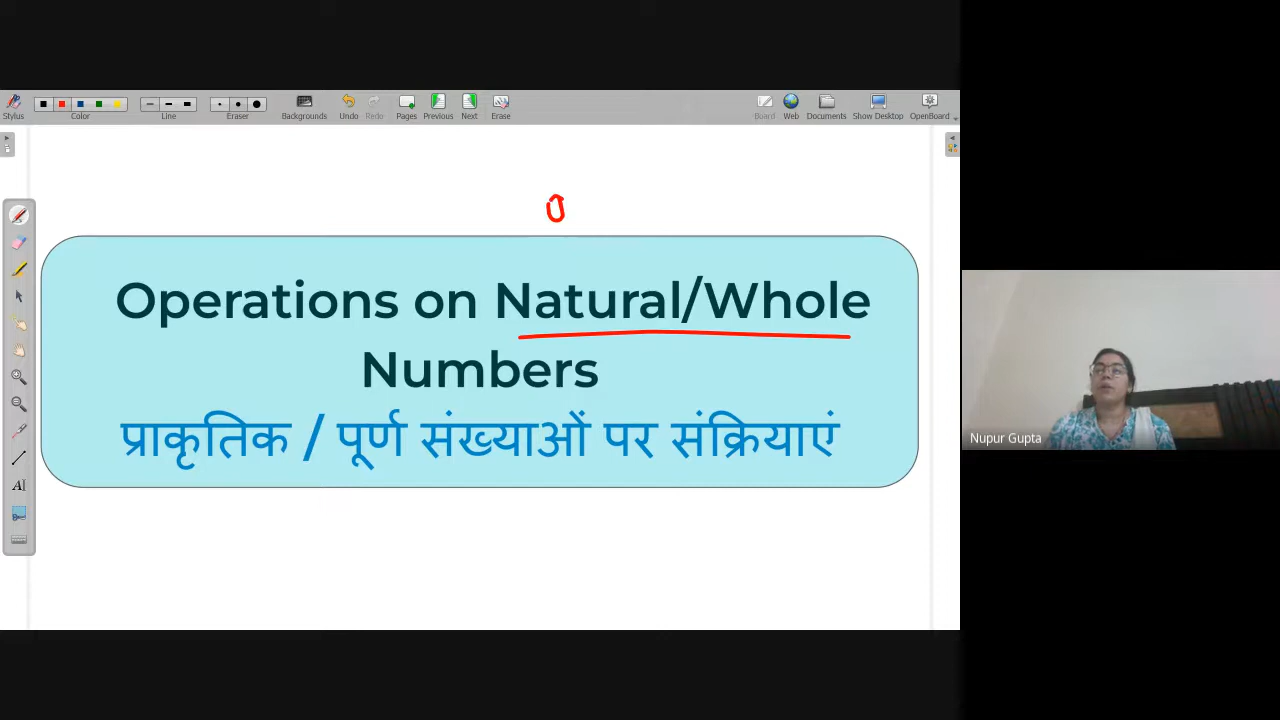 Stylus Color Line Eraser Backgrounds Undo Redo Pages Previous Next Erase Board Web Documents Show Desktop OpenBoard
0
Operations on Natural/Whole
Numbers
प्राकृतिक / पूर्ण संख्याओं पर संक्रियाएं
Nupur Gupta